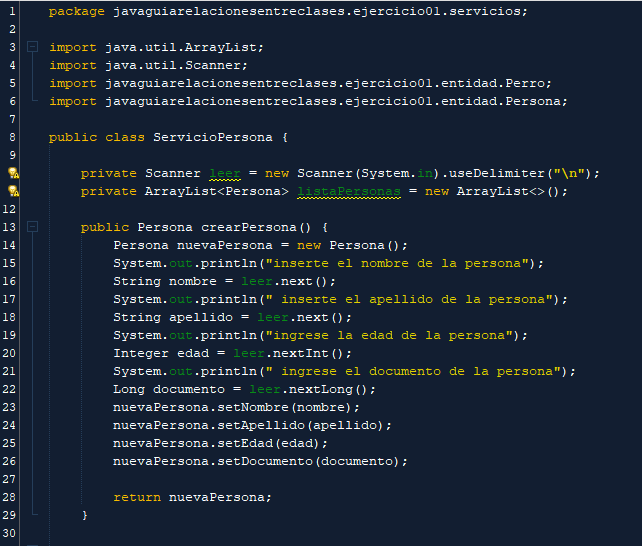 1 package javaguiarelacionesentreclases.ejercicio01.servicios;
2
3 import java.util.ArrayList;
4 import java.util.Scanner;
5 import javaguiarelacionesentreclases.ejercicio01.entidad.Perro;
6 import javaguiarelacionesentreclases.ejercicio01.entidad.Persona;
7
8 public class ServicioPersona {
9
private Scanner leer = new Scanner(System.in).useDelimiter("\n");
private ArrayList<Persona> listaPersonas = new ArrayList<>();
12
13 public Persona crearPersona() {
14 Persona nuevaPersona = new Persona();
15 System.out.println("inserte el nombre de la persona");
16 String nombre = leer.next();
17 System.out.println(" inserte el apellido de la persona");
18 String apellido = leer.next();
19 System.out.println("ingrese la edad de la persona");
20 Integer edad = leer.nextInt();
21 System.out.println(" ingrese el documento de la persona");
22 Long documento = leer.nextLong();
23 nuevaPersona.setNombre(nombre);
24 nuevaPersona.setApellido(apellido);
25 nuevaPersona.setEdad(edad);
26 nuevaPersona.setDocumento(documento);
27
28 return nuevaPersona;
29 }
30